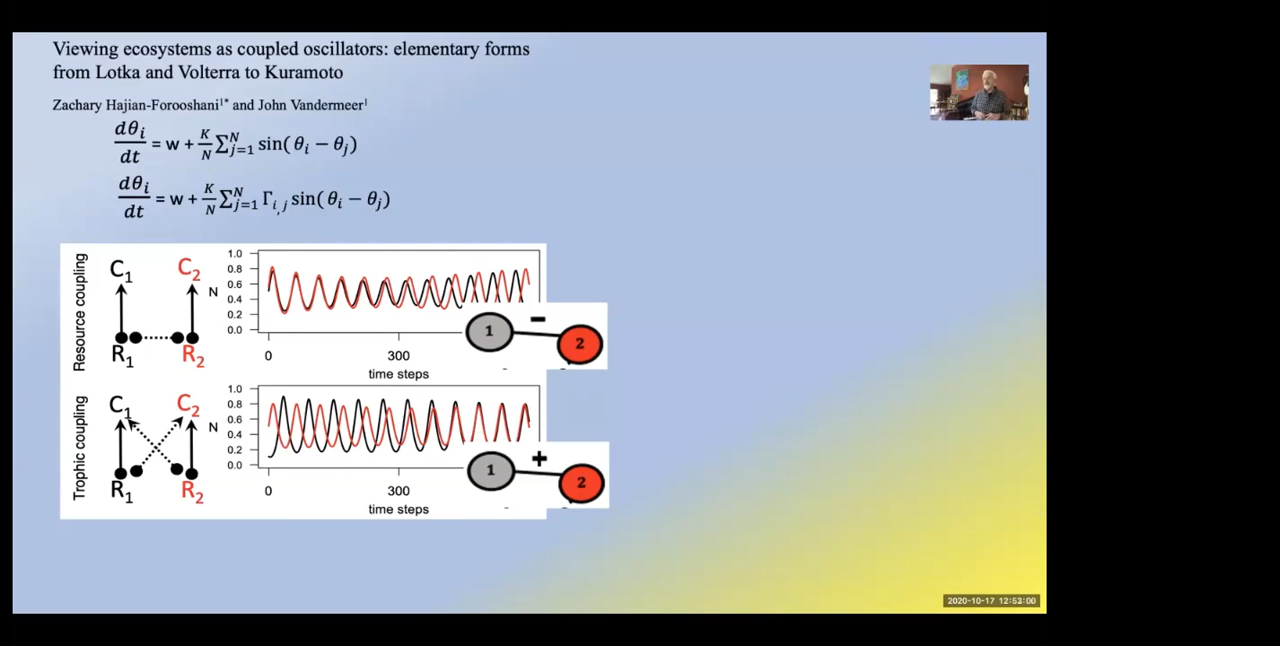 Viewing ecosystems as coupled oscillators: elementary forms
from Lotka and Volterra to Kuramoto
Zachary Hajian-Forooshani¹* and John Vandermeer¹
dθᵢ/dt = w + K/N Σᴺⱼ₌₁ sin(θᵢ − θⱼ)
dθᵢ/dt = w + K/N Σᴺⱼ₌₁ Γᵢ,ⱼ sin(θᵢ − θⱼ)
Resource coupling
C₁ C₂
R₁ R₂
N
1.0
0.8
0.6
0.4
0.2
0.0
0 300
time steps
1 − 2
Trophic coupling
C₁ C₂
R₁ R₂
N
1.0
0.8
0.6
0.4
0.2
0.0
0 300
time steps
1 + 2
2020-10-17 12:53:00